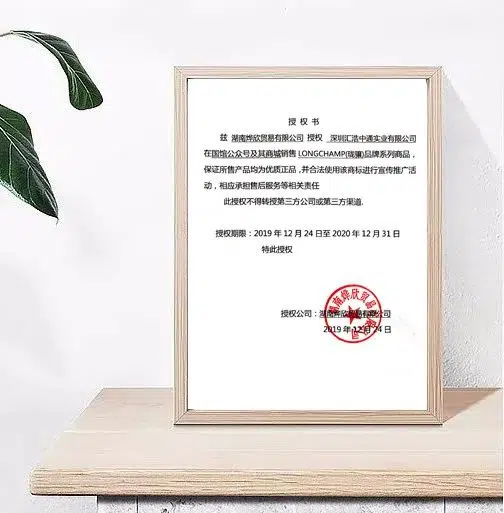 授 权 书
兹 湖南烨欣贸易有限公司 授权 深圳汇浩中通实业有限公司
在国馆公众号及其商城销售 LONGCHAMP(珑骧)品牌系列商品，
保证所售产品均为优质正品，并合法使用该商标进行宣传推广活
动，相应承担售后服务等相关责任
此授权不得转授第三方公司或第三方渠道.
授权期限：2019 年 12 月 24 日至 2020 年 12 月 31 日
特此授权
授权公司：湖南烨欣贸易有限公司
2019 年 12 月 24 日